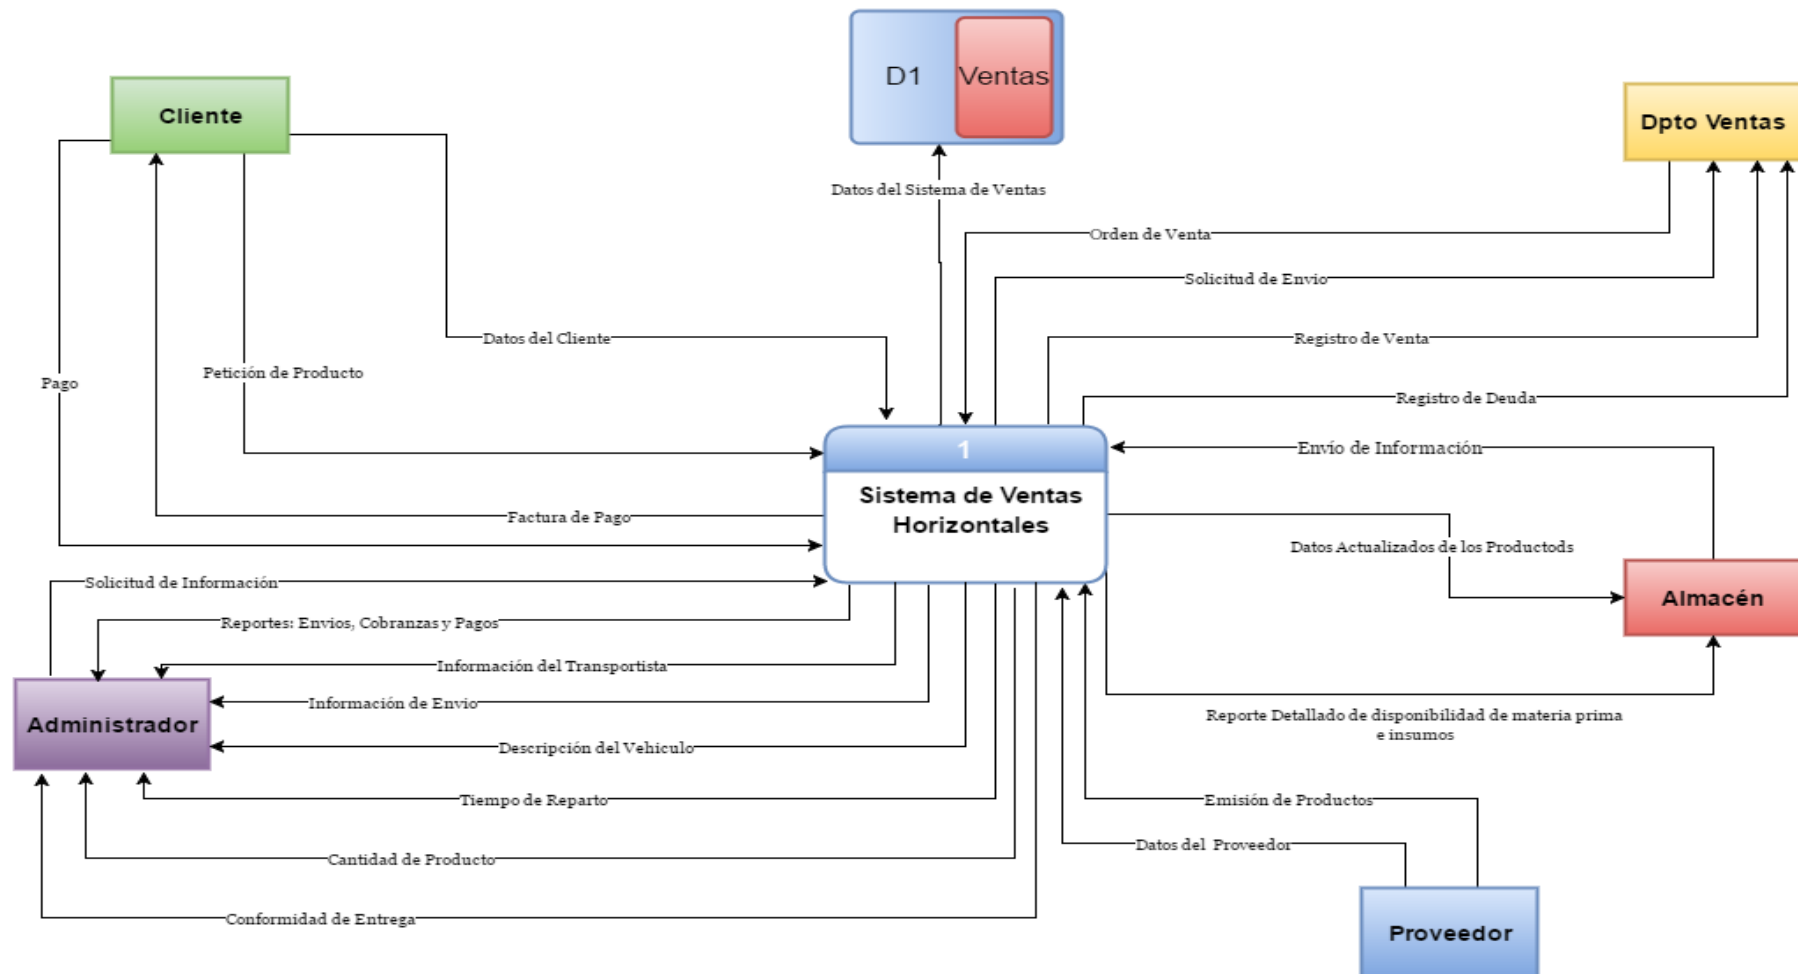 D1
Ventas
Cliente
Dpto Ventas
Datos del Sistema de Ventas
Orden de Venta
Solicitud de Envio
Datos del Cliente
Registro de Venta
Petición de Producto
Pago
Registro de Deuda
1
Envío de Información
Sistema de Ventas
Horizontales
Factura de Pago
Datos Actualizados de los Productods
Solicitud de Información
Almacén
Reportes: Envios, Cobranzas y Pagos
Información del Transportista
Información de Envio
Administrador
Reporte Detallado de disponibilidad de materia prima
e insumos
Descripción del Vehiculo
Tiempo de Reparto
Emisión de Productos
Datos del Proveedor
Cantidad de Producto
Conformidad de Entrega
Proveedor